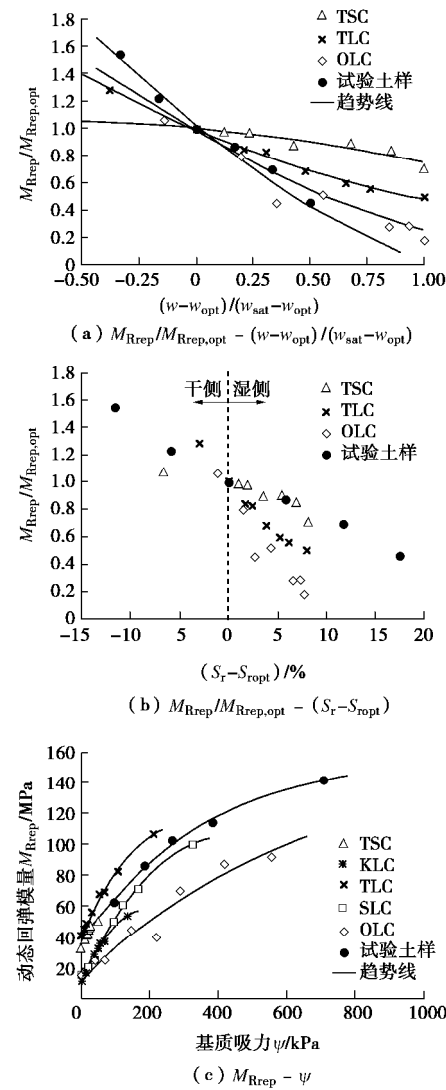 1.8
1.6
1.4
1.2
1.0
0.8
0.6
0.4
0.2
0
M_Rrep/M_Rrep,opt
△ TSC
× TLC
◇ OLC
● 试验土样
— 趋势线
-0.50 -0.25 0 0.25 0.50 0.75 1.00
(w-w_opt)/(w_sat-w_opt)
(a) M_Rrep/M_Rrep,opt - (w-w_opt)/(w_sat-w_opt)
1.8
1.6
1.4
1.2
1.0
0.8
0.6
0.4
0.2
0
M_Rrep/M_Rrep,opt
干侧 湿侧
△ TSC
× TLC
◇ OLC
● 试验土样
-15 -10 -5 0 5 10 15 20
(S_r-S_ropt)/%
(b) M_Rrep/M_Rrep,opt - (S_r-S_ropt)
160
140
120
100
80
60
40
20
动态回弹模量M_Rrep/MPa
△ TSC
* KLC
× TLC
□ SLC
◇ OLC
● 试验土样
— 趋势线
0 200 400 600 800 1000
基质吸力ψ/kPa
(c) M_Rrep - ψ